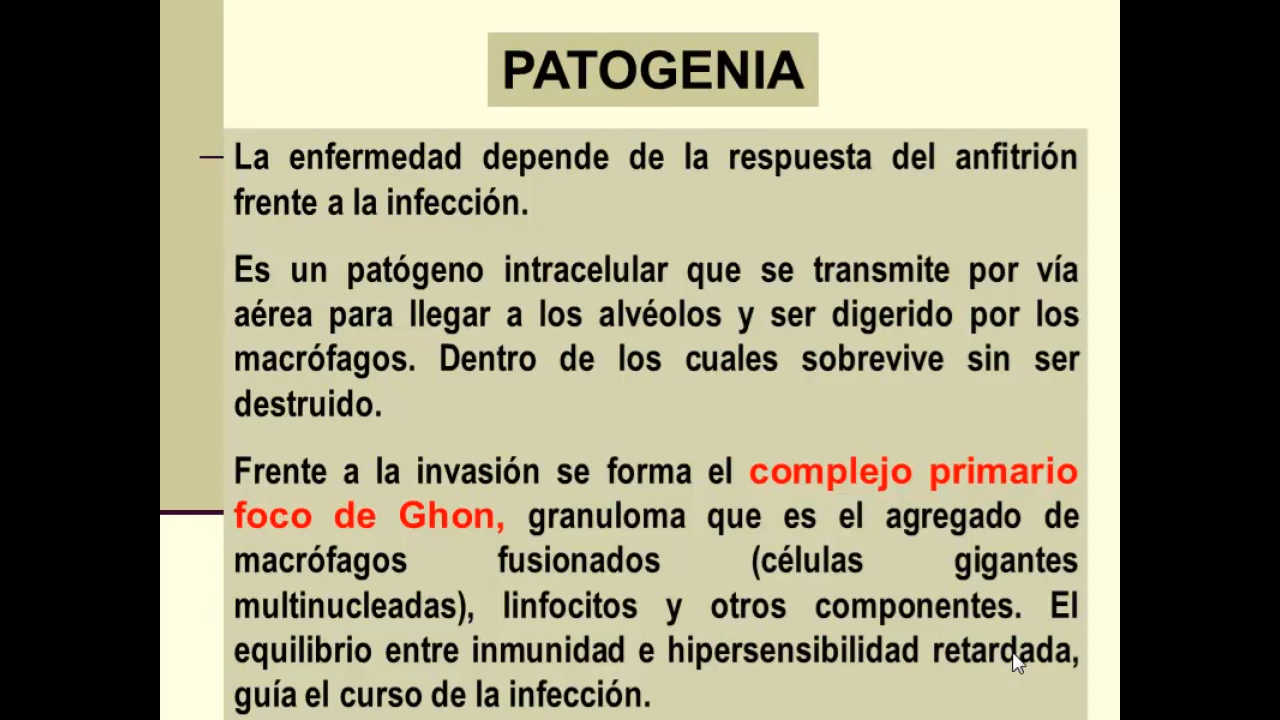 PATOGENIA
La enfermedad depende de la respuesta del anfitrión
frente a la infección.
Es un patógeno intracelular que se transmite por vía
aérea para llegar a los alvéolos y ser digerido por los
macrófagos. Dentro de los cuales sobrevive sin ser
destruido.
Frente a la invasión se forma el complejo primario
foco de Ghon, granuloma que es el agregado de
macrófagos fusionados (células gigantes
multinucleadas), linfocitos y otros componentes. El
equilibrio entre inmunidad e hipersensibilidad retardada,
guía el curso de la infección.